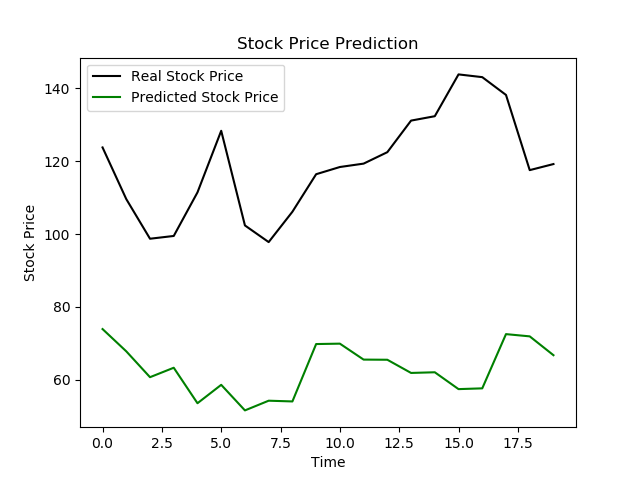 Stock Price Prediction
Real Stock Price
Predicted Stock Price
Stock Price
140
120
100
80
60
0.0 2.5 5.0 7.5 10.0 12.5 15.0 17.5
Time